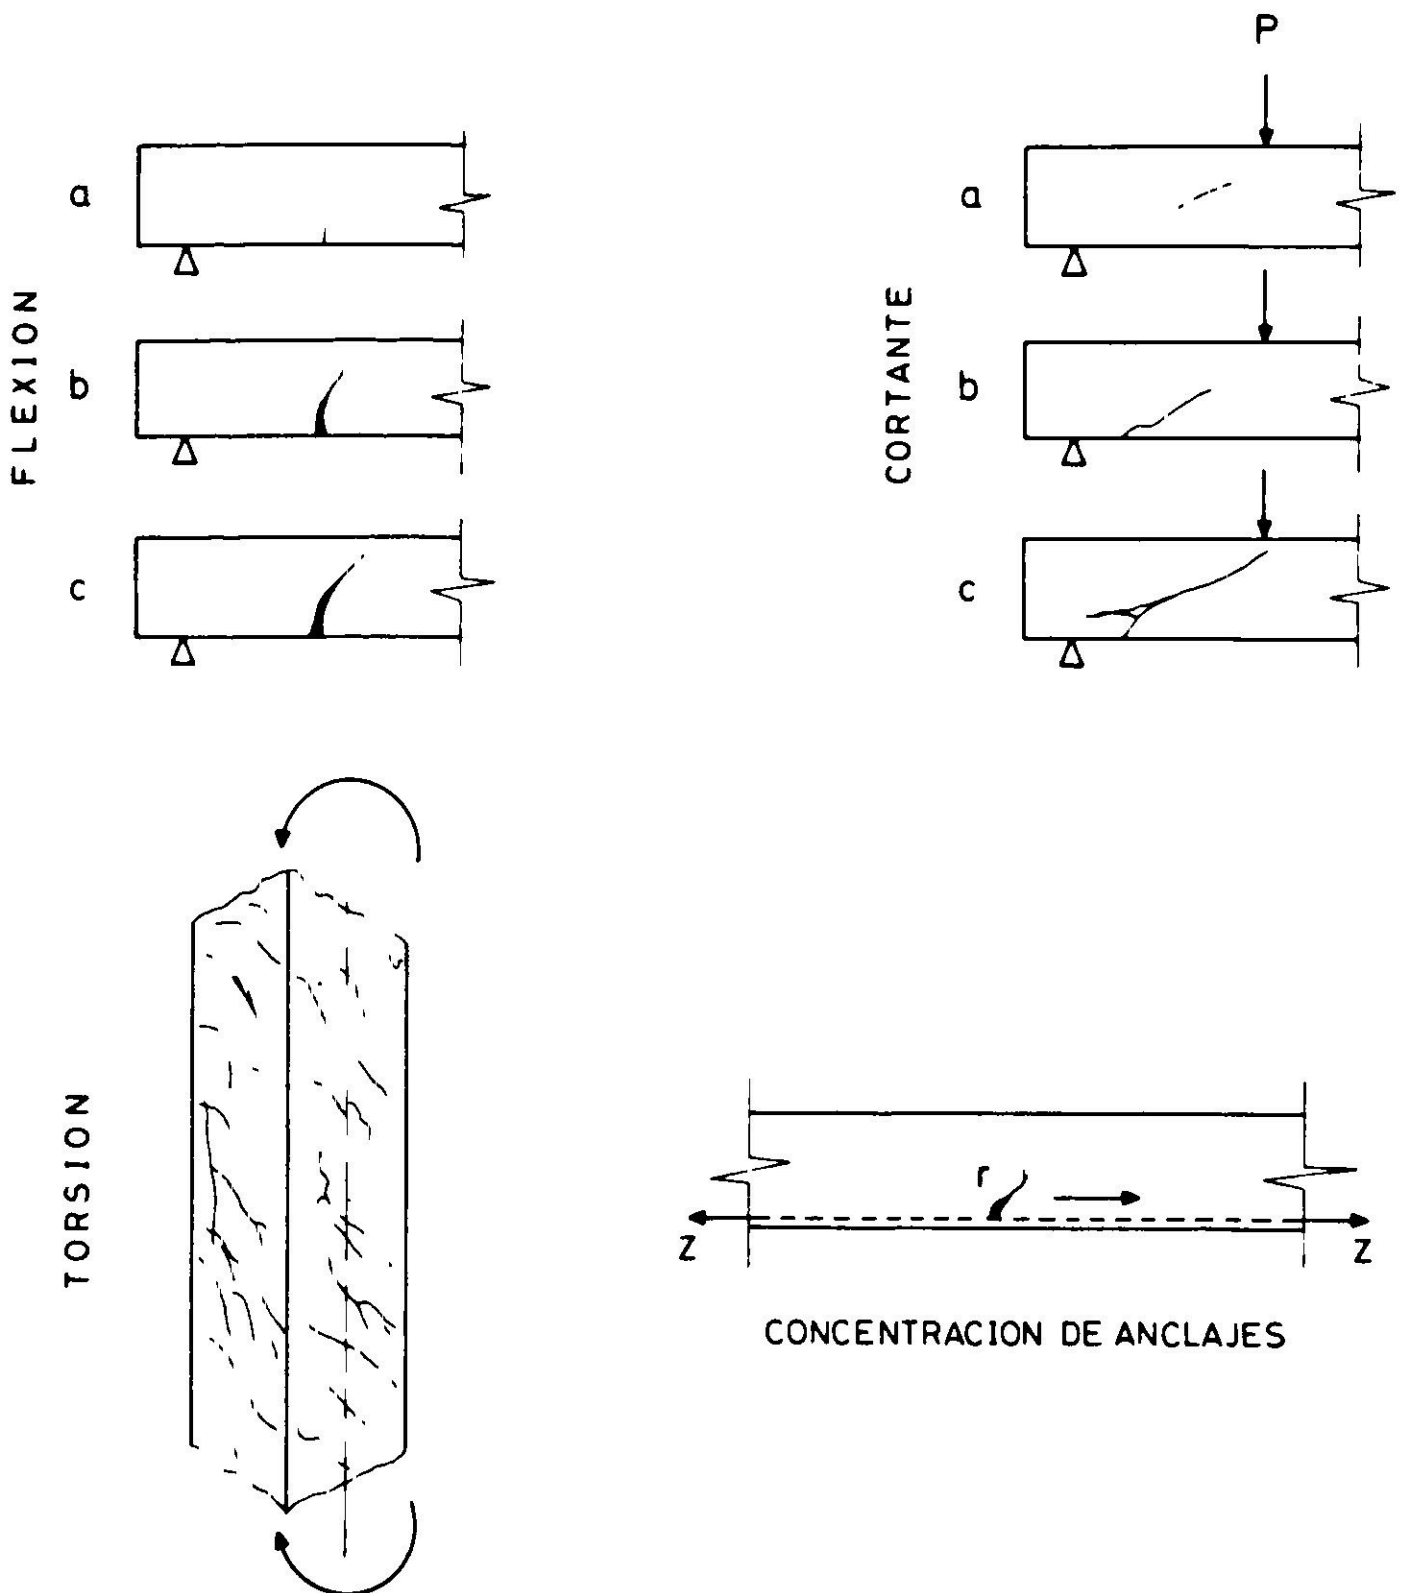 P
FLEXION
a
b
c
CORTANTE
a
b
c
TORSION
r
Z
Z
CONCENTRACION DE ANCLAJES